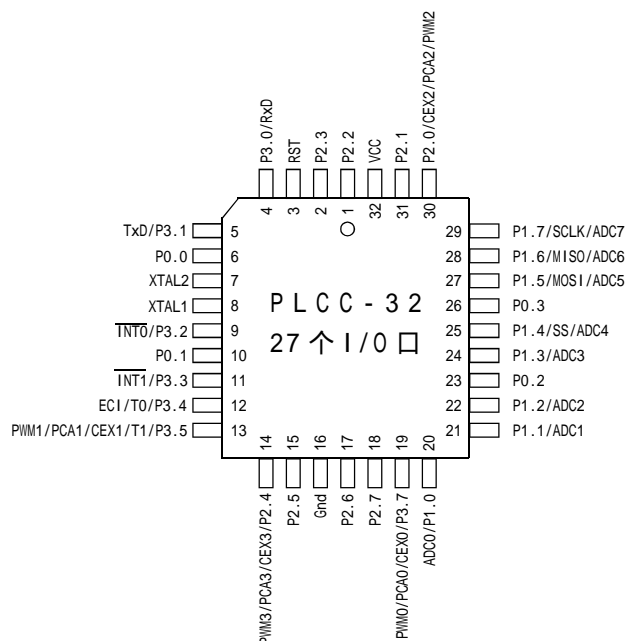 P3.0/RxD
RST
P2.3
P2.2
VCC
P2.1
P2.0/CEX2/PCA2/PWM2
4
3
2
1
32
31
30
TxD/P3.1
5
P0.0
6
XTAL2
7
XTAL1
8
INT0/P3.2
9
P0.1
10
INT1/P3.3
11
ECI/T0/P3.4
12
PWM1/PCA1/CEX1/T1/P3.5
13
PLCC-32
27个I/O口
29
P1.7/SCLK/ADC7
28
P1.6/MISO/ADC6
27
P1.5/MOSI/ADC5
26
P0.3
25
P1.4/SS/ADC4
24
P1.3/ADC3
23
P0.2
22
P1.2/ADC2
21
P1.1/ADC1
14
15
16
17
18
19
20
PWM3/PCA3/CEX3/P2.4
P2.5
Gnd
P2.6
P2.7
PWM0/PCA0/CEX0/P3.7
ADC0/P1.0